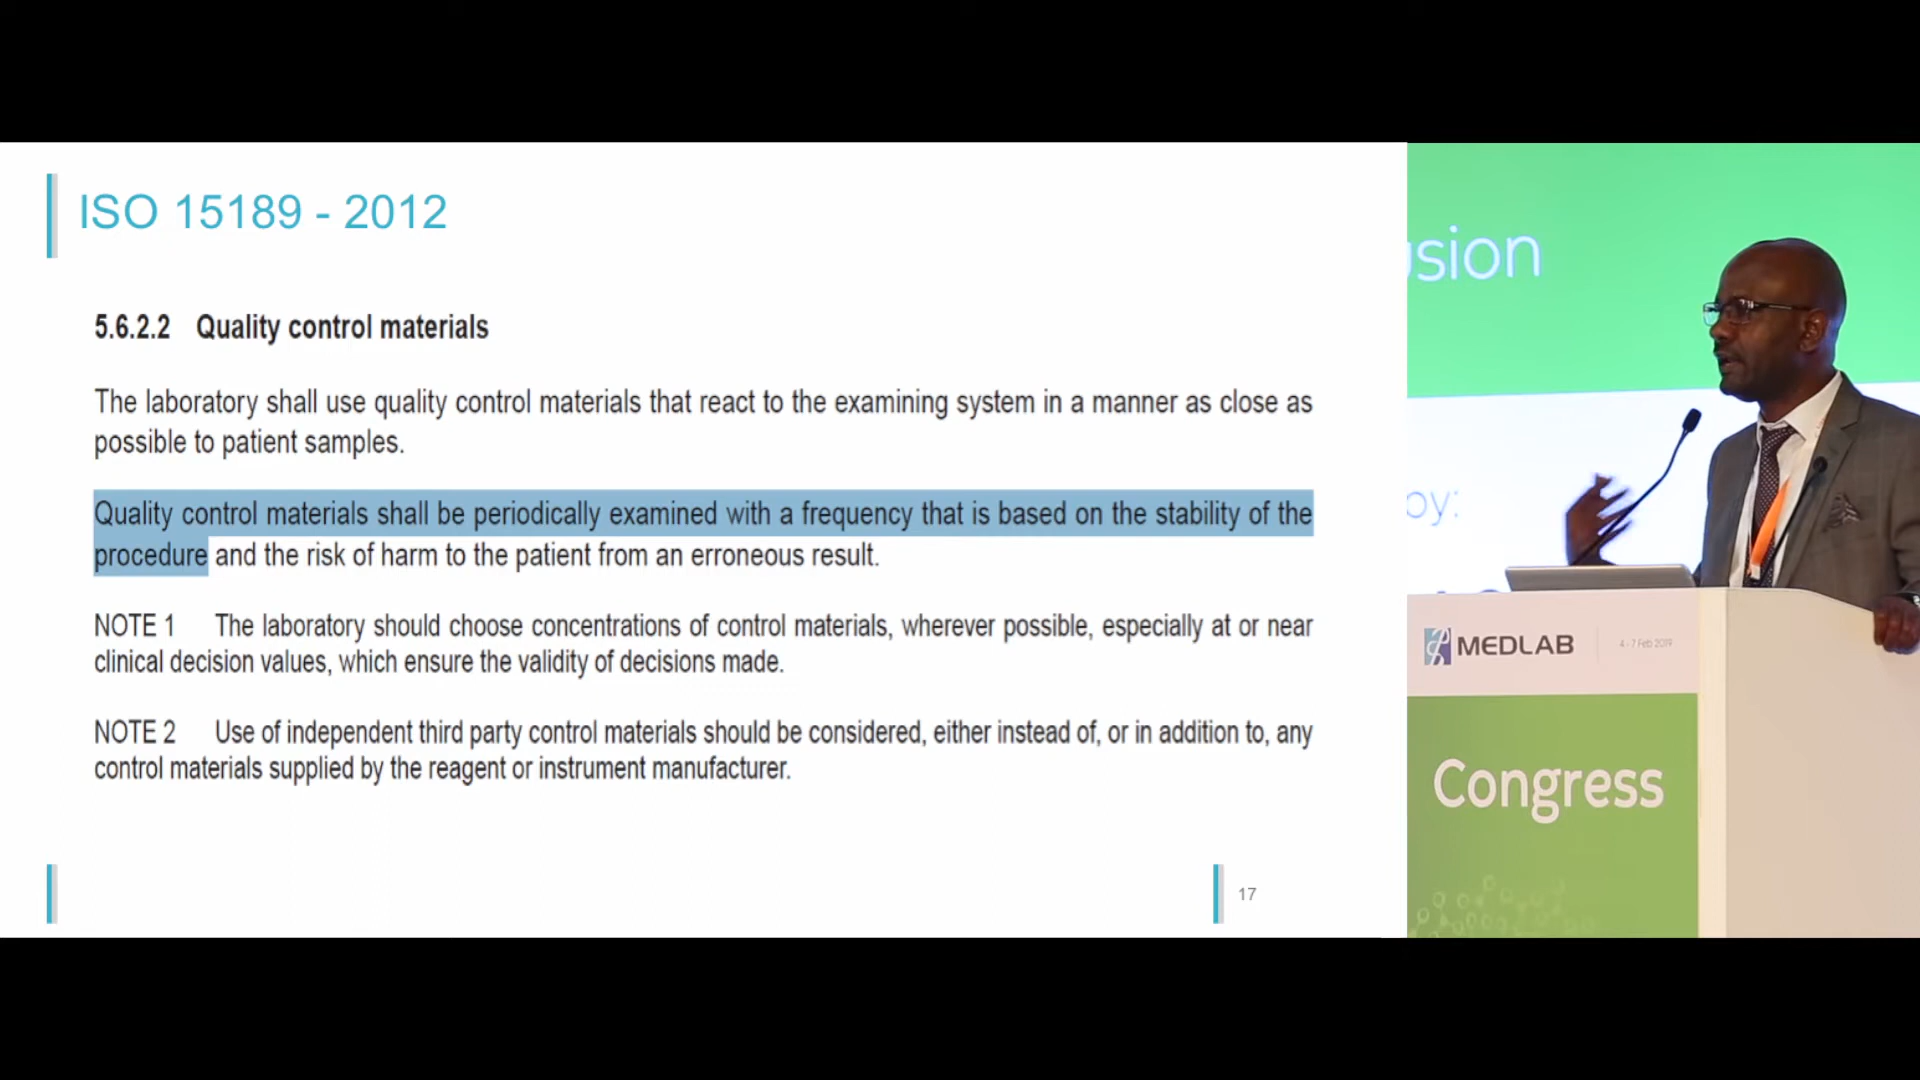 ISO 15189 - 2012
5.6.2.2 Quality control materials
The laboratory shall use quality control materials that react to the examining system in a manner as close as
possible to patient samples.
Quality control materials shall be periodically examined with a frequency that is based on the stability of the
procedure and the risk of harm to the patient from an erroneous result.
NOTE 1 The laboratory should choose concentrations of control materials, wherever possible, especially at or near
clinical decision values, which ensure the validity of decisions made.
NOTE 2 Use of independent third party control materials should be considered, either instead of, or in addition to, any
control materials supplied by the reagent or instrument manufacturer.
17
sion
by:
MEDLAB
4 - 7 Feb 2019
Congress